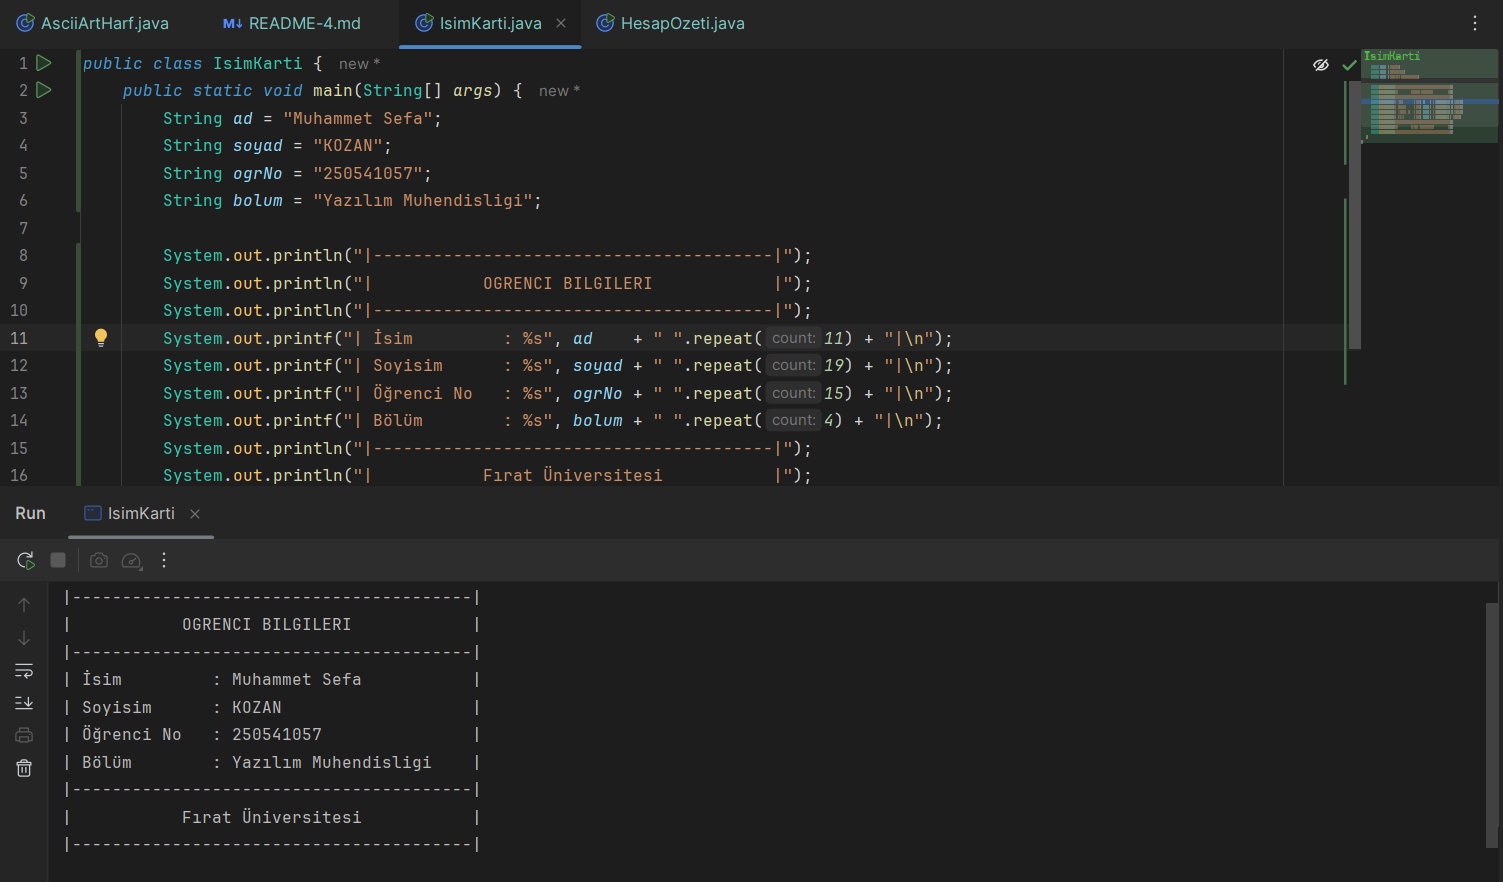 AsciiArtHarf.java M↓ README-4.md IsimKarti.java × HesapOzeti.java
1 public class IsimKarti { new * IsimKarti
2 public static void main(String[] args) { new *
3 String ad = "Muhammet Sefa";
4 String soyad = "KOZAN";
5 String ogrNo = "250541057";
6 String bolum = "Yazılım Muhendisligi";
7
8 System.out.println("|----------------------------------------|");
9 System.out.println("|           OGRENCI BILGILERI            |");
10 System.out.println("|----------------------------------------|");
11 System.out.printf("| İsim         : %s", ad    + " ".repeat( count: 11) + "|\n");
12 System.out.printf("| Soyisim      : %s", soyad + " ".repeat( count: 19) + "|\n");
13 System.out.printf("| Öğrenci No   : %s", ogrNo + " ".repeat( count: 15) + "|\n");
14 System.out.printf("| Bölüm        : %s", bolum + " ".repeat( count: 4) + "|\n");
15 System.out.println("|----------------------------------------|");
16 System.out.println("|           Fırat Üniversitesi           |");
Run IsimKarti ×
|----------------------------------------|
|           OGRENCI BILGILERI            |
|----------------------------------------|
| İsim         : Muhammet Sefa           |
| Soyisim      : KOZAN                   |
| Öğrenci No   : 250541057               |
| Bölüm        : Yazılım Muhendisligi    |
|----------------------------------------|
|           Fırat Üniversitesi           |
|----------------------------------------|